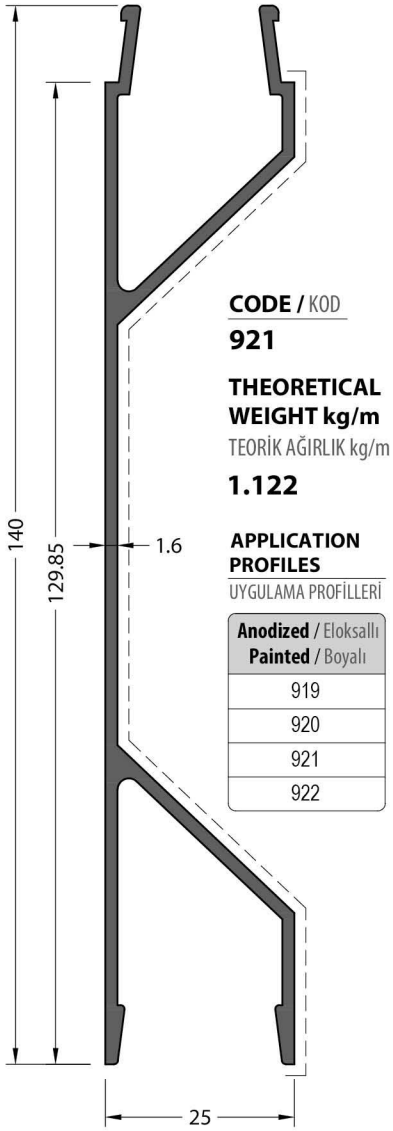 CODE / KOD
921
THEORETICAL
WEIGHT kg/m
TEORİK AĞIRLIK kg/m
1.122
140
129.85
1.6
APPLICATION
PROFILES
UYGULAMA PROFİLLERİ
Anodized / Eloksallı
Painted / Boyalı
919
920
921
922
25